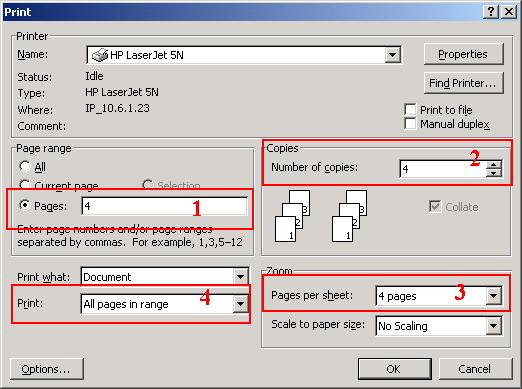 Print
Printer
Name: HP LaserJet 5N
Properties
Status: Idle
Find Printer...
Type: HP LaserJet 5N
Where: IP_10.6.1.23
Print to file
Comment:
Manual duplex
Page range
All
Current page
Selection
Pages: 4
1
Enter page numbers and/or page ranges
separated by commas. For example, 1,3,5–12
Copies
Number of copies: 4
2
3
2
1
3
2
1
Collate
Print what: Document
Print: All pages in range
4
Zoom
Pages per sheet: 4 pages
3
Scale to paper size: No Scaling
Options...
OK
Cancel